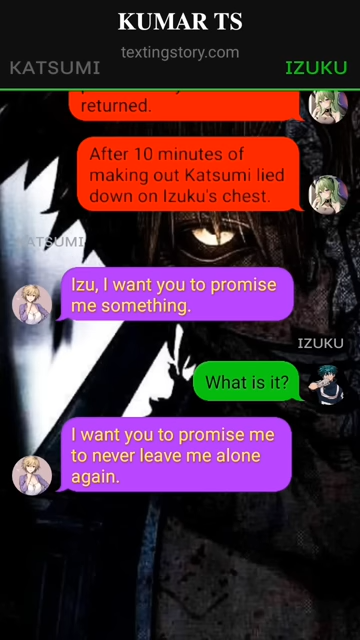 KUMAR TS
textingstory.com
KATSUMI IZUKU
returned.
After 10 minutes of
making out Katsumi lied
down on Izuku's chest.
ATSUMI
Izu, I want you to promise
me something.
IZUKU
What is it?
I want you to promise me
to never leave me alone
again.